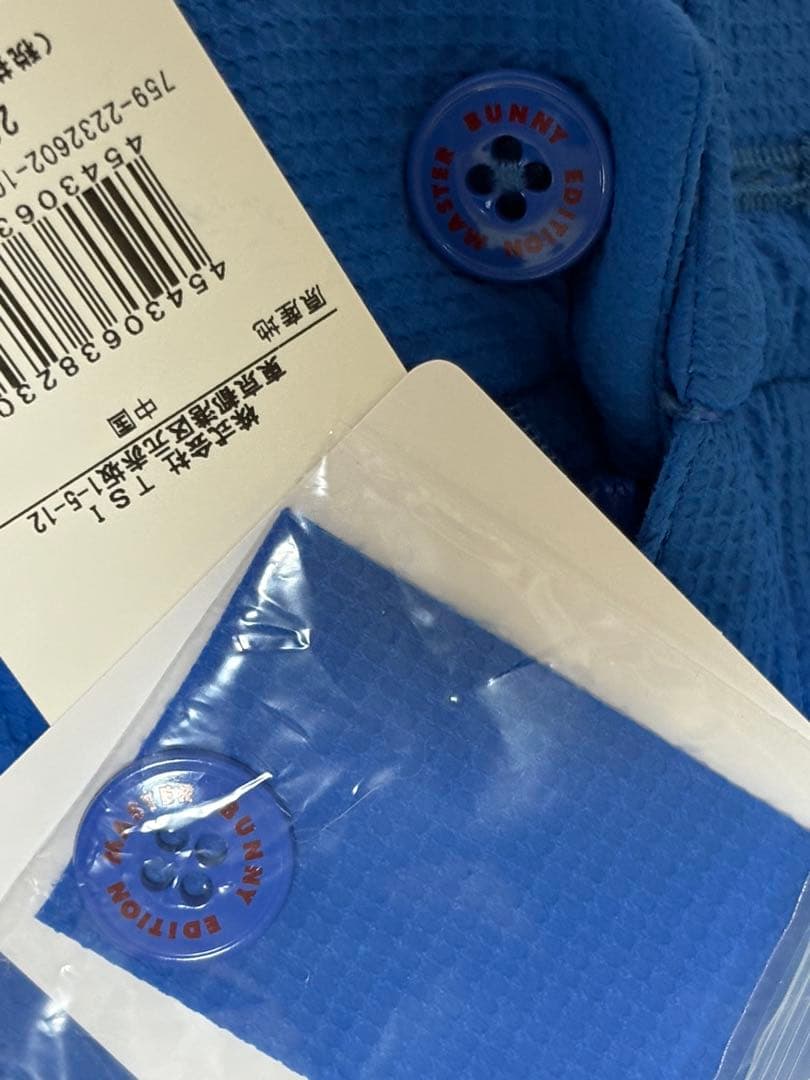 MASTER BUNNY EDITION
759-2232602-1
45430638230
原産地
中国
株式会社 TSI
東京都港区元赤坂1-5-12
MASTER BUNNY EDITION